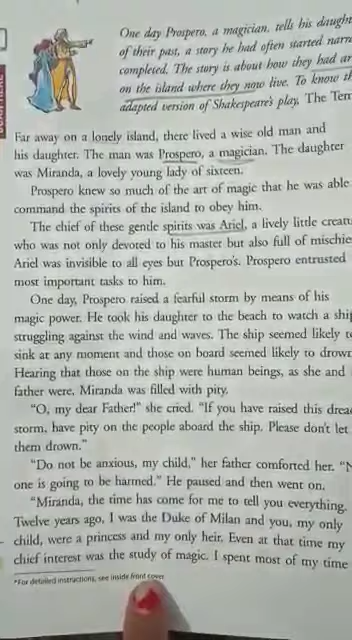 One day Prospero, a magician, tells his
of their past, a story he had often started
completed. The story is about how they had
on the island where they now live. To know
adapted version of Shakespeare's play, The
Far away on a lonely island, there lived a wise old man and
his daughter. The man was Prospero, a magician. The daughter
was Miranda, a lovely young lady of sixteen.
Prospero knew so much of the art of magic that he was able
command the spirits of the island to obey him.
The chief of these gentle spirits was Ariel, a lively little
who was not only devoted to his master but also full of
Ariel was invisible to all eyes but Prospero's. Prospero entrusted
most important tasks to him.
One day, Prospero raised a fearful storm by means of his
magic power. He took his daughter to the beach to watch a
struggling against the wind and waves. The ship seemed likely
sink at any moment and those on board seemed likely to
Hearing that those on the ship were human beings, as she and
father were. Miranda was filled with pity.
"O, my dear Father!" she cried. "If you have raised this
storm, have pity on the people aboard the ship. Please don't let
them drown."
"Do not be anxious, my child," her father comforted her.
one is going to be harmed." He paused and then went on.
"Miranda, the time has come for me to tell you everything.
Twelve years ago, I was the Duke of Milan and you, my only
child, were a princess and my only heir. Even at that time my
chief interest was the study of magic. I spent most of my time
*For detailed instructions, see inside front cover